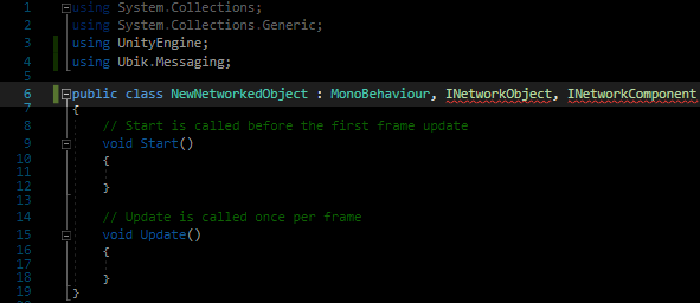 1 using System.Collections;
2 using System.Collections.Generic;
3 using UnityEngine;
4 using Ubik.Messaging;
5
6 public class NewNetworkedObject : MonoBehaviour, INetworkObject, INetworkComponent
7 {
8 // Start is called before the first frame update
9 void Start()
10 {
11
12 }
13
14 // Update is called once per frame
15 void Update()
16 {
17
18 }
19 }